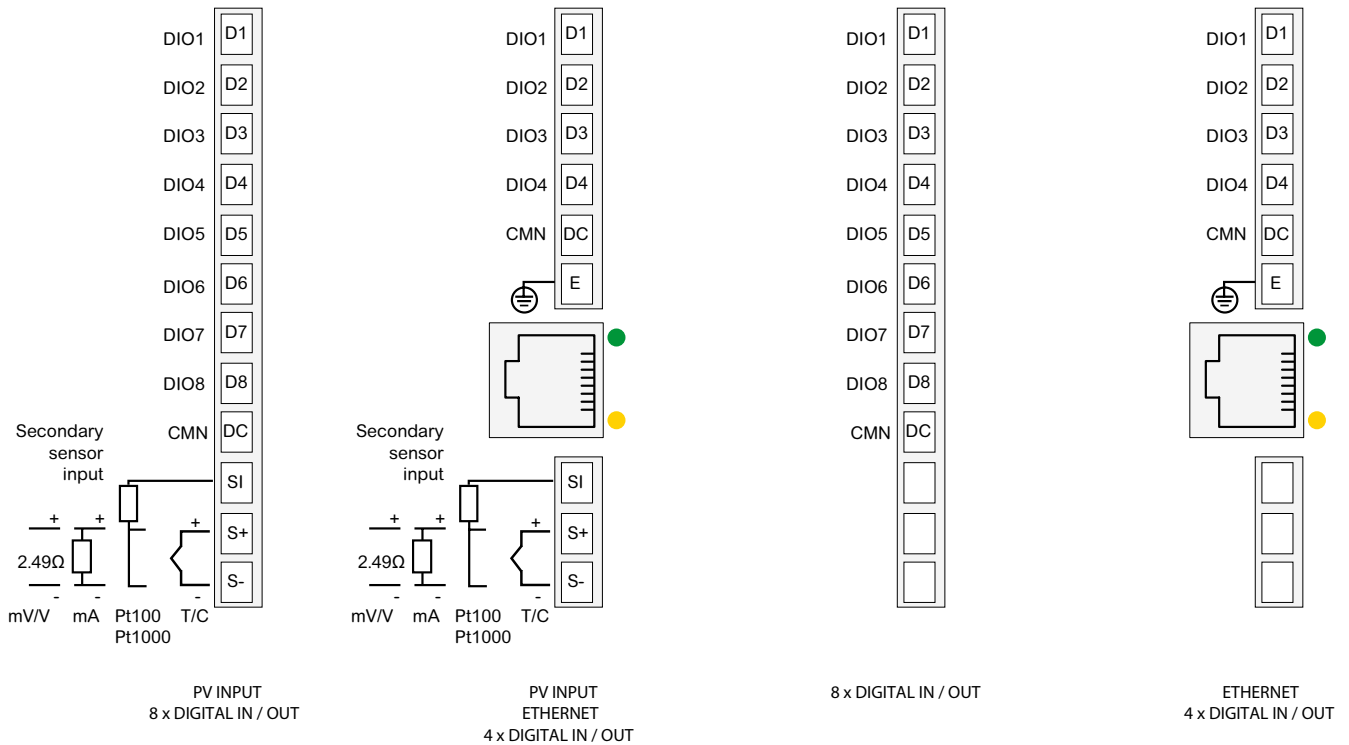 DIO1 D1
DIO2 D2
DIO3 D3
DIO4 D4
DIO5 D5
DIO6 D6
DIO7 D7
DIO8 D8
CMN DC
Secondary
sensor
input
SI
S+
S-
+ + +
2.49Ω
- - -
mV/V mA Pt100 T/C
Pt1000
PV INPUT
8 x DIGITAL IN / OUT
DIO1 D1
DIO2 D2
DIO3 D3
DIO4 D4
CMN DC
E
Secondary
sensor
input
SI
S+
S-
+ + +
2.49Ω
- - -
mV/V mA Pt100 T/C
Pt1000
PV INPUT
ETHERNET
4 x DIGITAL IN / OUT
DIO1 D1
DIO2 D2
DIO3 D3
DIO4 D4
DIO5 D5
DIO6 D6
DIO7 D7
DIO8 D8
CMN DC
8 x DIGITAL IN / OUT
DIO1 D1
DIO2 D2
DIO3 D3
DIO4 D4
CMN DC
E
ETHERNET
4 x DIGITAL IN / OUT